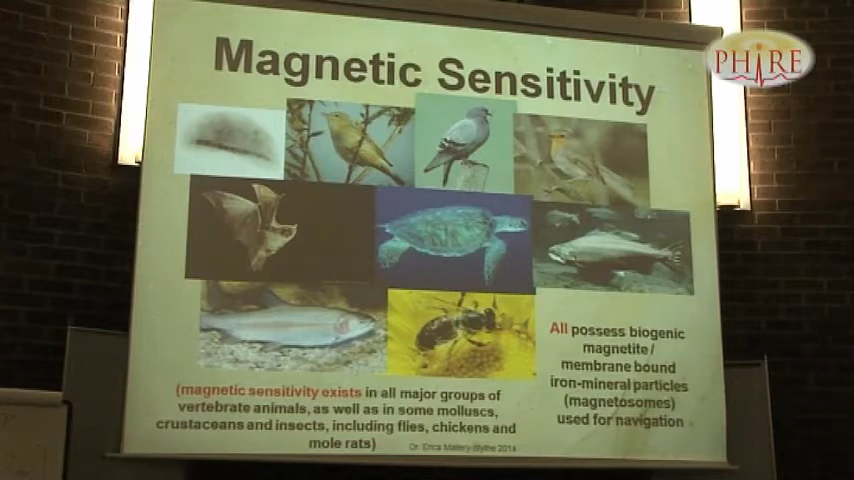 PHIRE
Magnetic Sensitivity
All possess biogenic
magnetite /
membrane bound
iron-mineral particles
(magnetosomes)
used for navigation
(magnetic sensitivity exists in all major groups of
vertebrate animals, as well as in some molluscs,
crustaceans and insects, including flies, chickens and
mole rats)
Dr. Erica Mallery-Blythe 2014